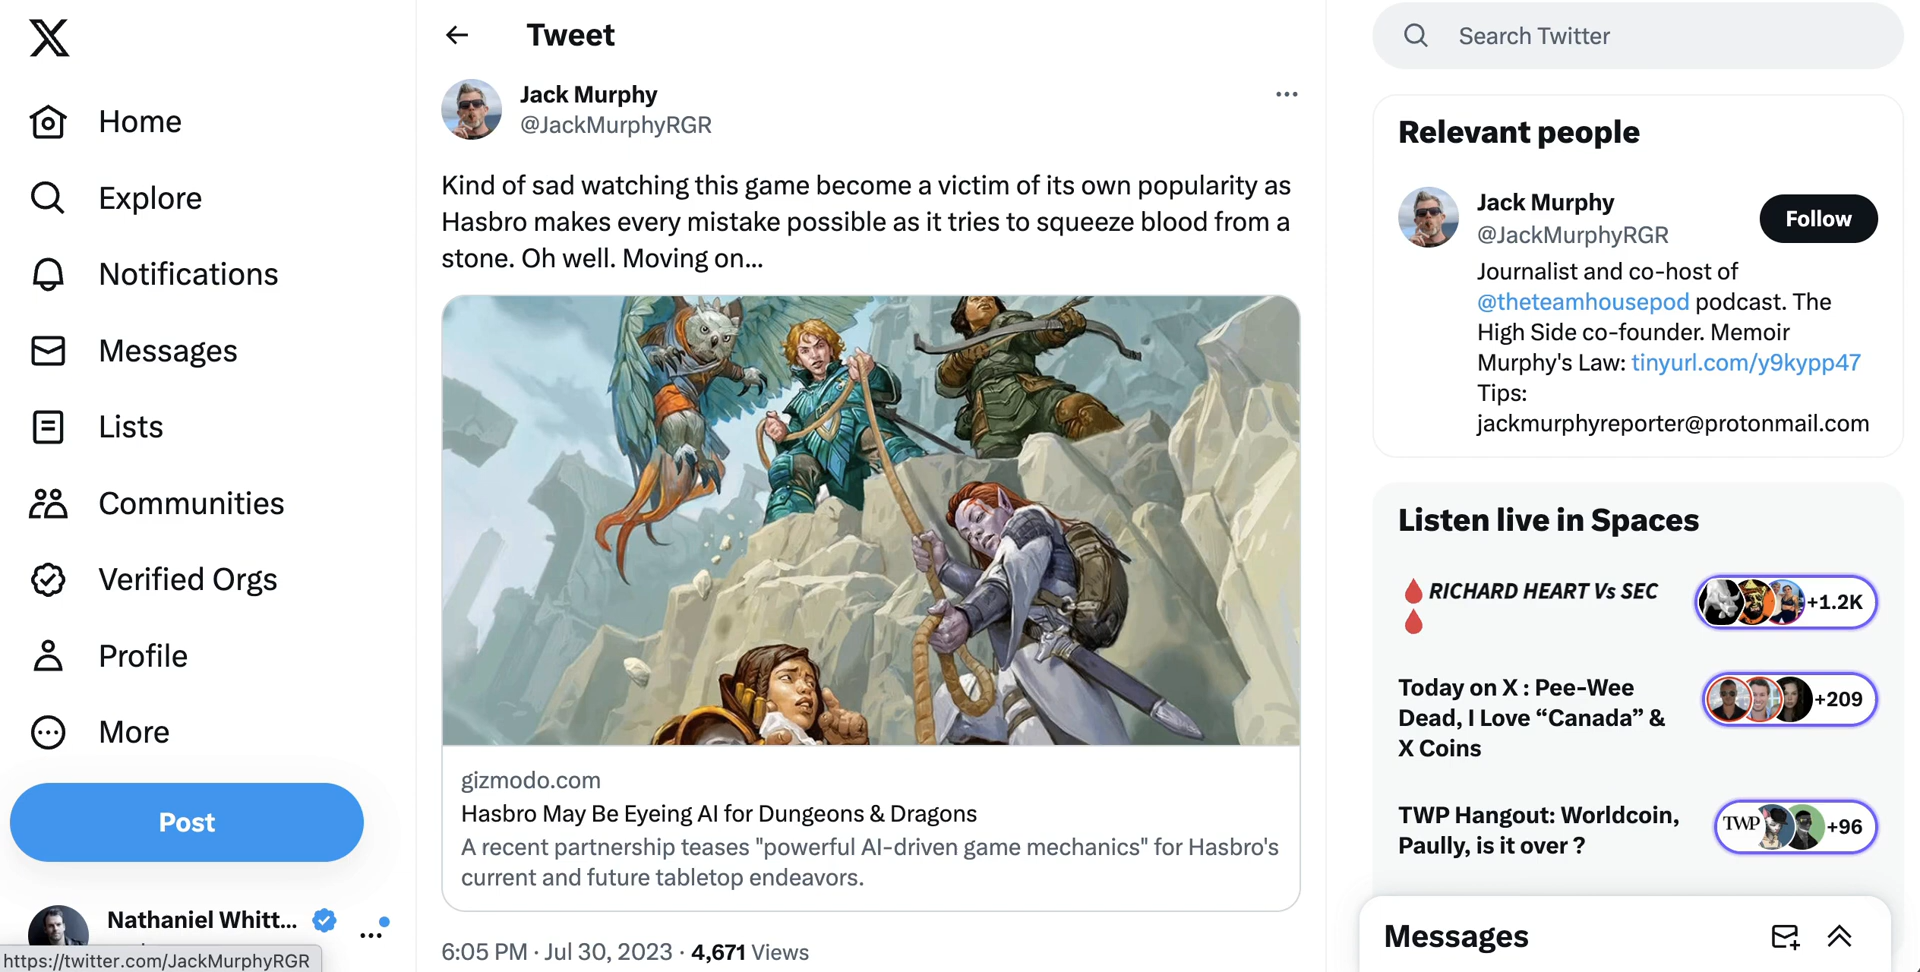 Home
Explore
Notifications
Messages
Lists
Communities
Verified Orgs
Profile
More
Post
Nathaniel Whitt...
https://twitter.com/JackMurphyRGR
Tweet
Jack Murphy
@JackMurphyRGR
Kind of sad watching this game become a victim of its own popularity as
Hasbro makes every mistake possible as it tries to squeeze blood from a
stone. Oh well. Moving on...
gizmodo.com
Hasbro May Be Eyeing AI for Dungeons & Dragons
A recent partnership teases "powerful AI-driven game mechanics" for Hasbro's
current and future tabletop endeavors.
6:05 PM · Jul 30, 2023 · 4,671 Views
Search Twitter
Relevant people
Jack Murphy
@JackMurphyRGR
Follow
Journalist and co-host of
@theteamhousepod podcast. The
High Side co-founder. Memoir
Murphy's Law: tinyurl.com/y9kypp47
Tips:
jackmurphyreporter@protonmail.com
Listen live in Spaces
RICHARD HEART Vs SEC
+1.2K
Today on X : Pee-Wee
Dead, I Love “Canada” &
X Coins
+209
TWP Hangout: Worldcoin,
Paully, is it over ?
TWP
+96
Messages